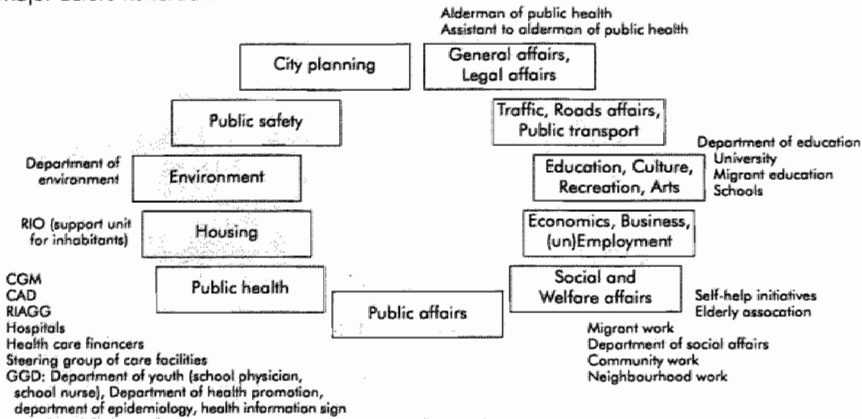 Alderman of public health
Assistant to alderman of public health
City planning
General affairs,
Legal affairs
Public safety
Traffic, Roads affairs,
Public transport
Department of
environment
Environment
Education, Culture,
Recreation, Arts
Department of education
University
Migrant education
Schools
RIO (support unit
for inhabitants)
Housing
Economics, Business,
(un)Employment
CGM
CAD
RIAGG
Hospitals
Health care financers
Steering group of care facilities
GGD: Department of youth (school physician,
school nurse), Department of health promotion,
department of epidemiology, health information sign
Public health
Public affairs
Social and
Welfare affairs
Self-help initiatives
Elderly assocation
Migrant work
Department of social affairs
Community work
Neighbourhood work